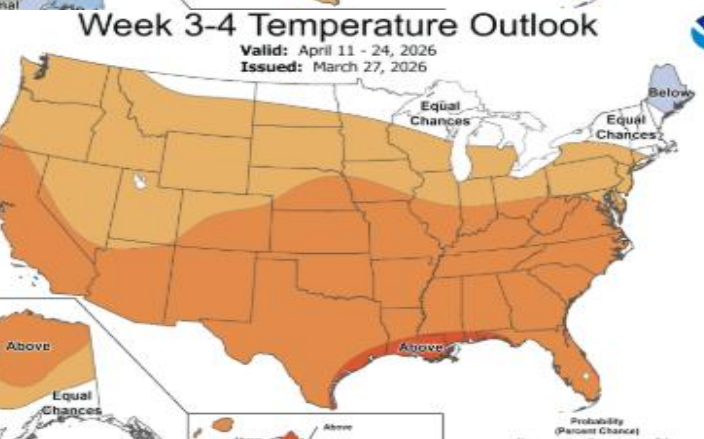 Week 3-4 Temperature Outlook
Valid: April 11 - 24, 2026
Issued: March 27, 2026
Below
Equal
Chances
Equal
Chances
Above
Above
Equal
Chances
Above
Probability
(Percent Chance)